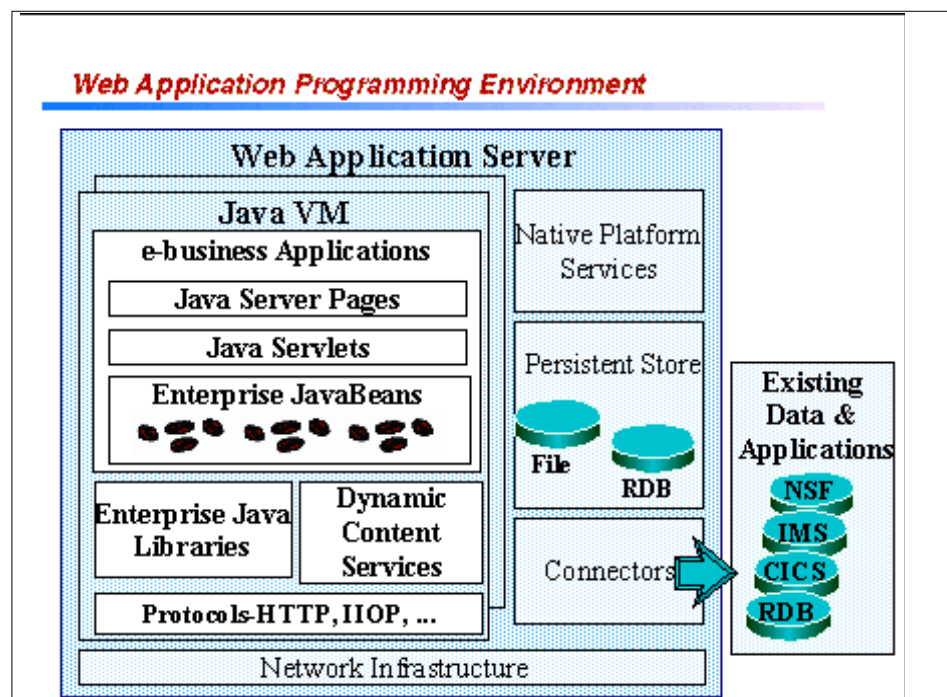 Web Application Programming Environment
Web Application Server
Java VM
e-business Applications
Java Server Pages
Java Servlets
Enterprise JavaBeans
Enterprise Java
Libraries
Dynamic
Content
Services
Protocols-HTTP, IIOP, ...
Native Platform
Services
Persistent Store
File
RDB
Connectors
Network Infrastructure
Existing
Data &
Applications
NSF
IMS
CICS
RDB